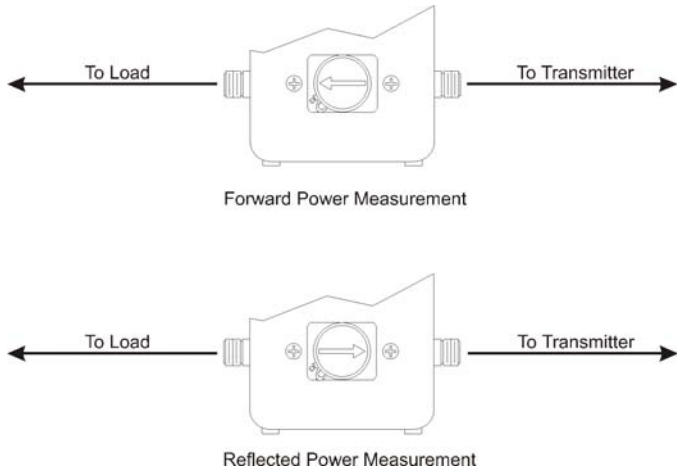 To Load
To Transmitter
Forward Power Measurement
To Load
To Transmitter
Reflected Power Measurement